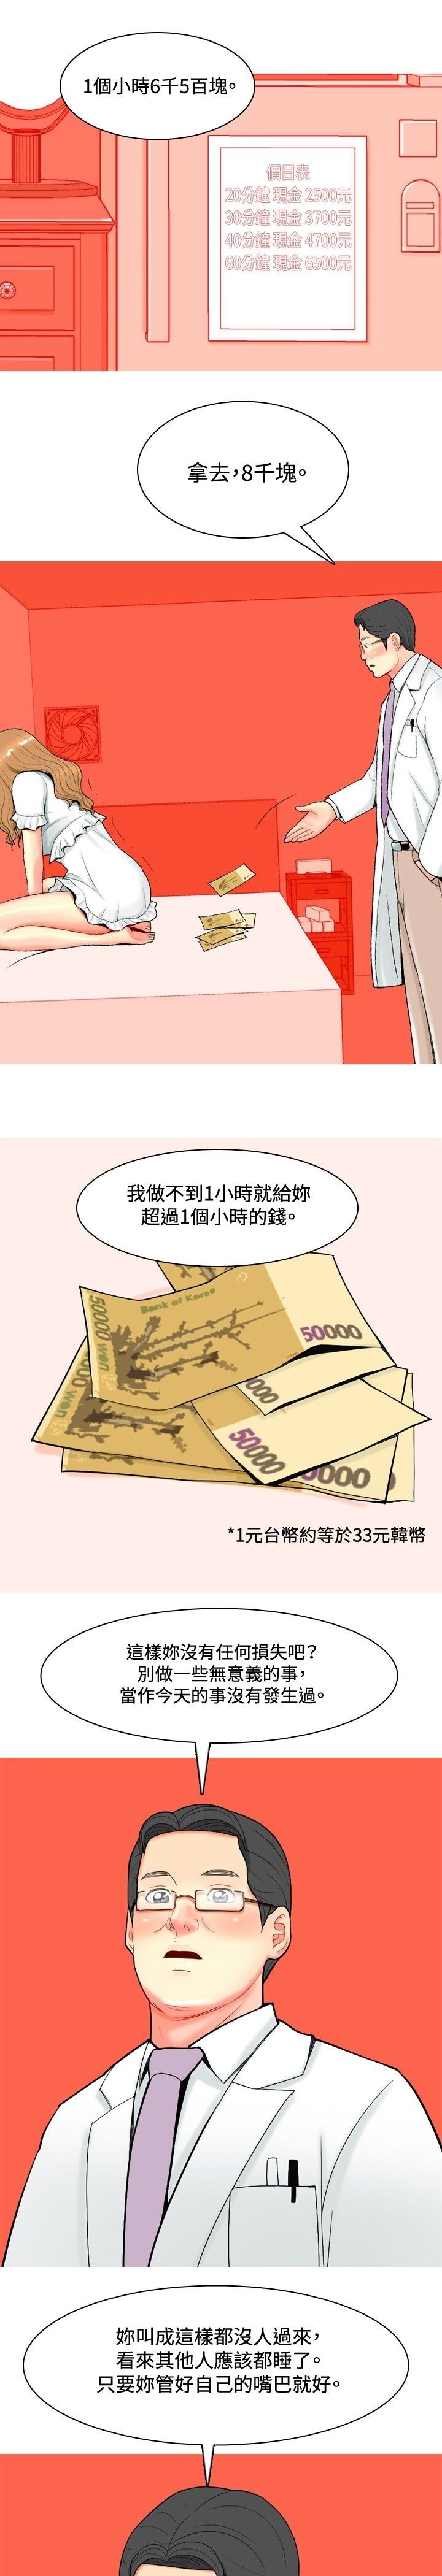 1個小時6千5百塊。
價目表
20分鐘 現金 2500元
30分鐘 現金 3700元
40分鐘 現金 4700元
60分鐘 現金 6500元
拿去，8千塊。
我做不到1小時就給妳
超過1個小時的錢。
50000 won
Bank of Korea
50000
50000 won
0000
50000
0000
*1元台幣約等於33元韓幣
這樣妳沒有任何損失吧？
別做一些無意義的事，
當作今天的事沒有發生過。
妳叫成這樣都沒人過來，
看來其他人應該都睡了。
只要妳管好自己的嘴巴就好。